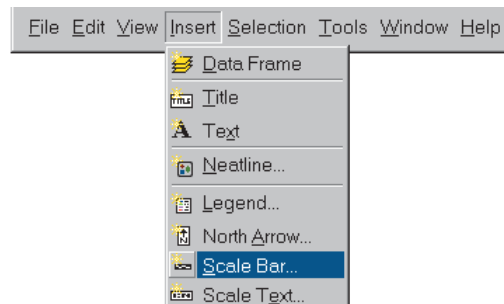 File Edit View Insert Selection Tools Window Help
Data Frame
Title
Text
Neatline...
Legend...
North Arrow...
Scale Bar...
Scale Text...